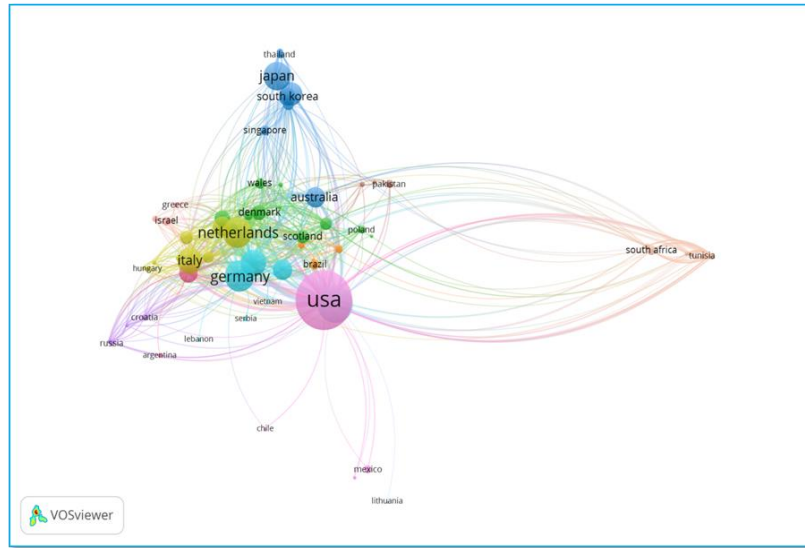 thailand
japan
south korea
singapore
wales
pakistan
australia
greece
denmark
israel
netherlands
scotland
poland
south africa
tunisia
italy
brazil
hungary
germany
usa
vietnam
croatia
serbia
russia
lebanon
argentina
chile
mexico
lithuania
VOSviewer